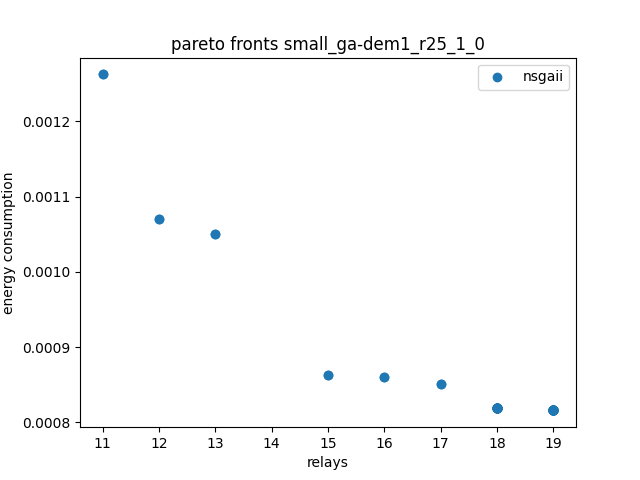 pareto fronts small_ga-dem1_r25_1_0
nsgaii
0.0012
0.0011
0.0010
0.0009
0.0008
energy consumption
11 12 13 14 15 16 17 18 19
relays